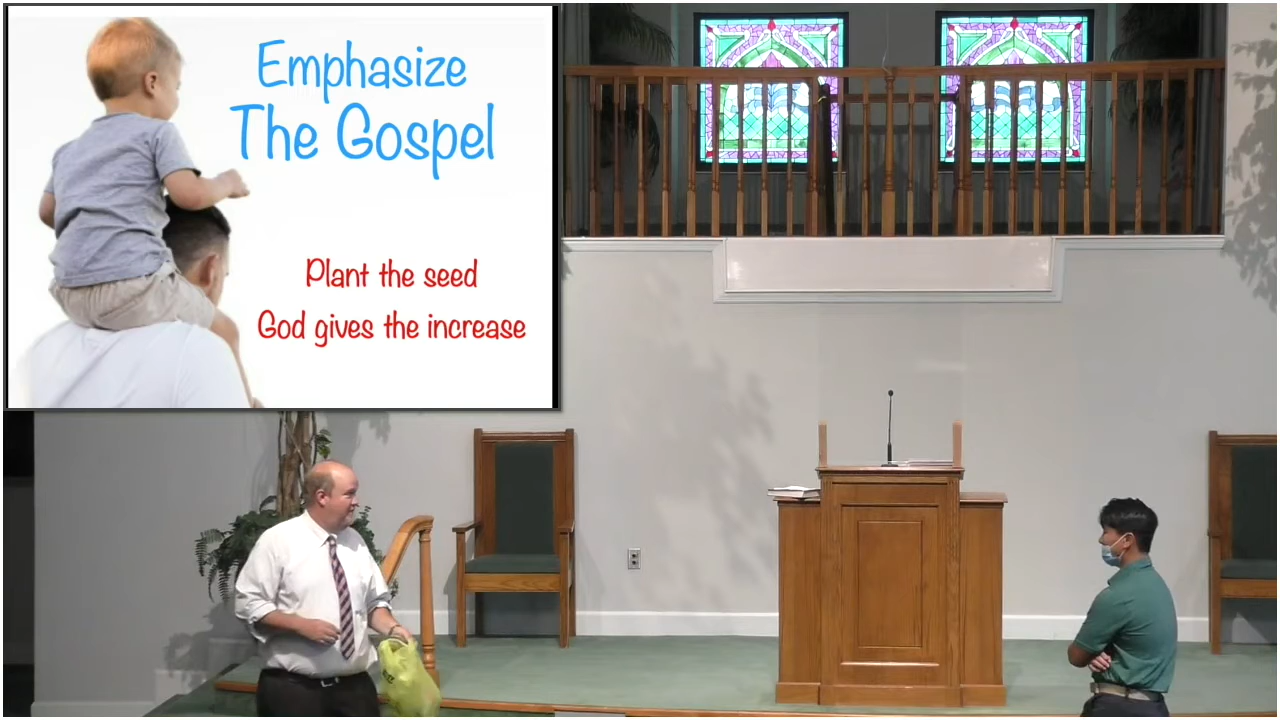 Emphasize
The Gospel
Plant the seed
God gives the increase